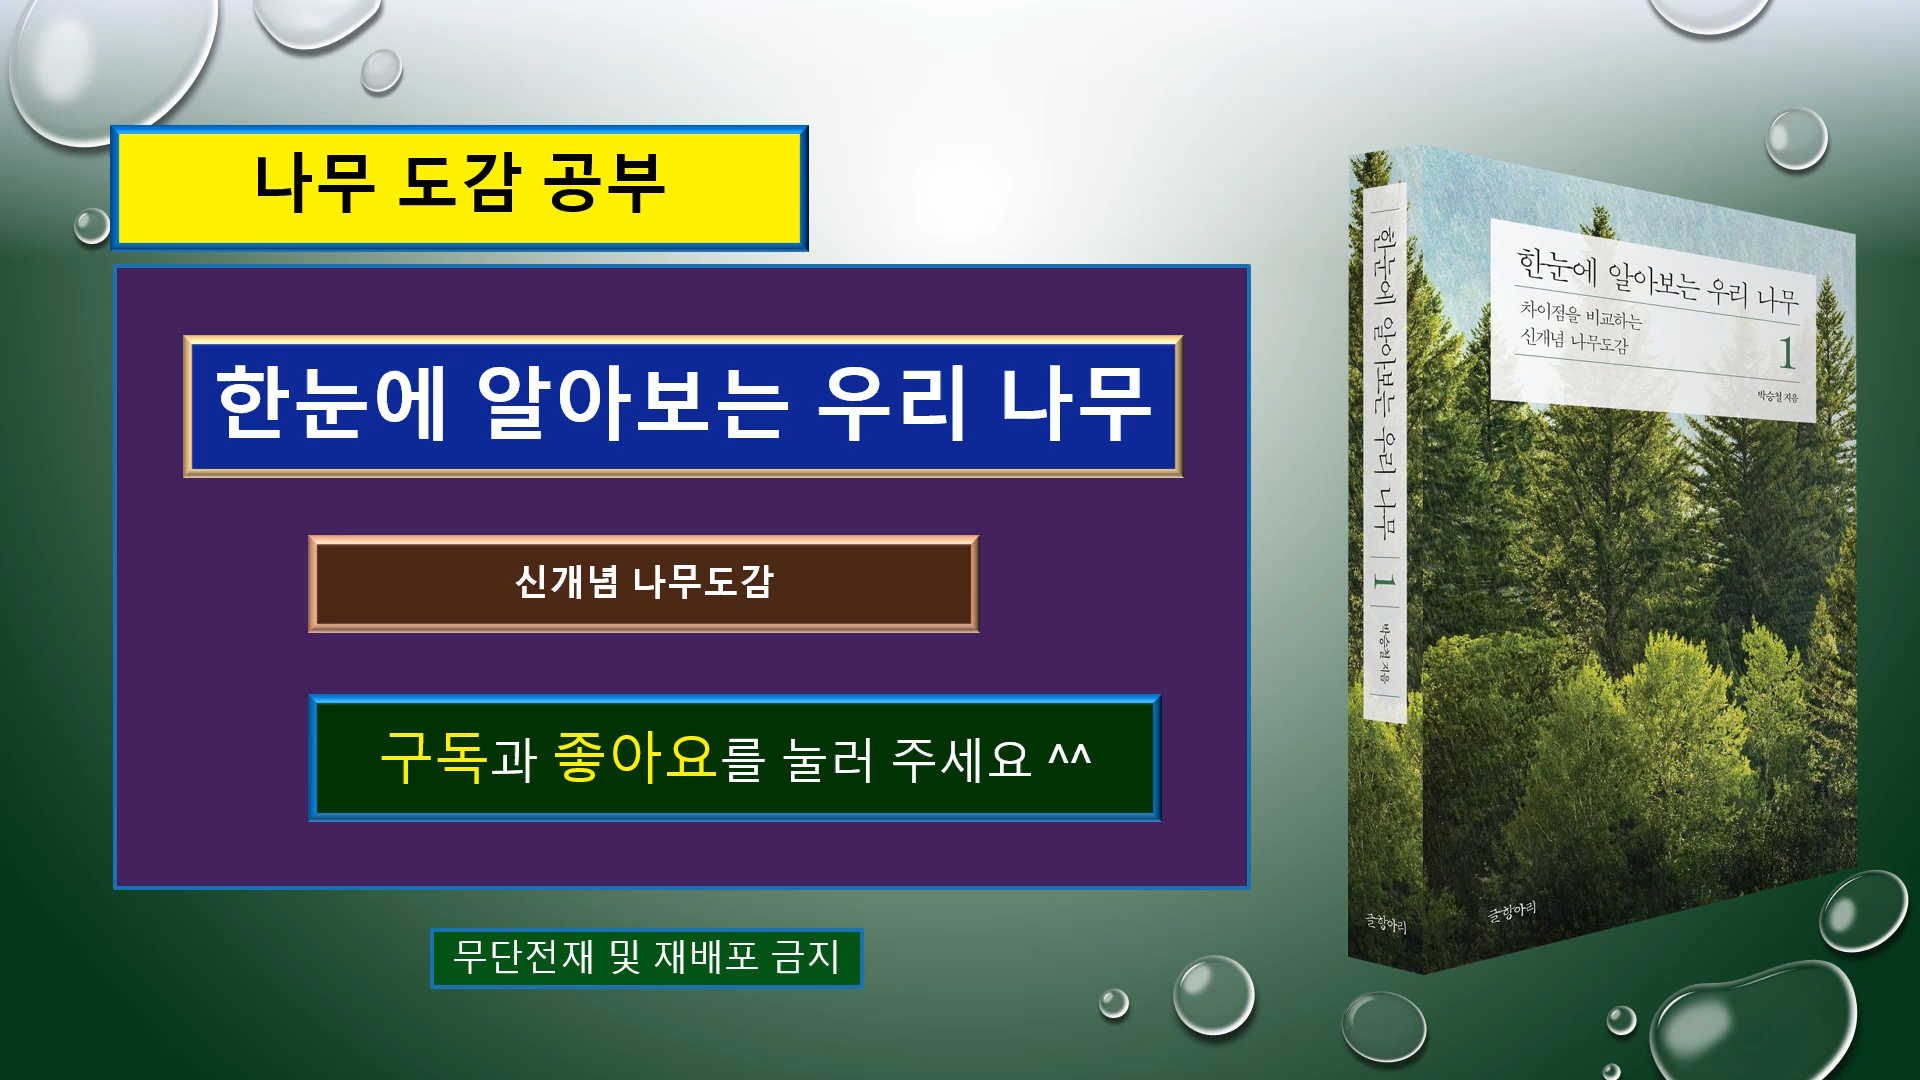 나무 도감 공부
한눈에 알아보는 우리 나무
신개념 나무도감
구독과 좋아요를 눌러 주세요 ^^
무단전재 및 재배포 금지
한눈에 알아보는 우리 나무
1
박승철 지음
글항아리
한눈에 알아보는 우리 나무
차이점을 비교하는
신개념 나무도감
1
박승철 지음
글항아리